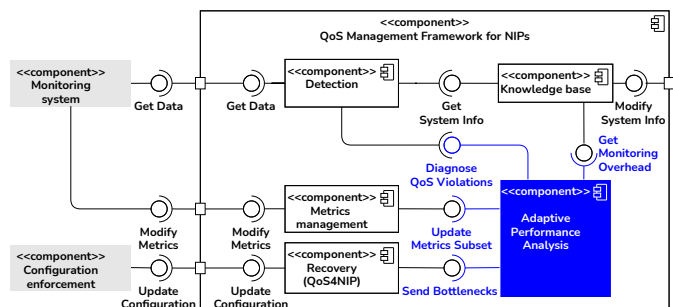 <<component>>
QoS Management Framework for NIPs
<<component>>
Monitoring
system
Get Data
Get Data
<<component>>
Detection
Get
System Info
<<component>>
Knowledge base
Modify
System Info
Get
Monitoring
Overhead
Diagnose
QoS Violations
Modify
Metrics
Modify
Metrics
<<component>>
Metrics
management
Update
Metrics Subset
<<component>>
Adaptive
Performance
Analysis
<<component>>
Configuration
enforcement
Update
Configuration
Update
Configuration
<<component>>
Recovery
(QoS4NIP)
Send Bottlenecks